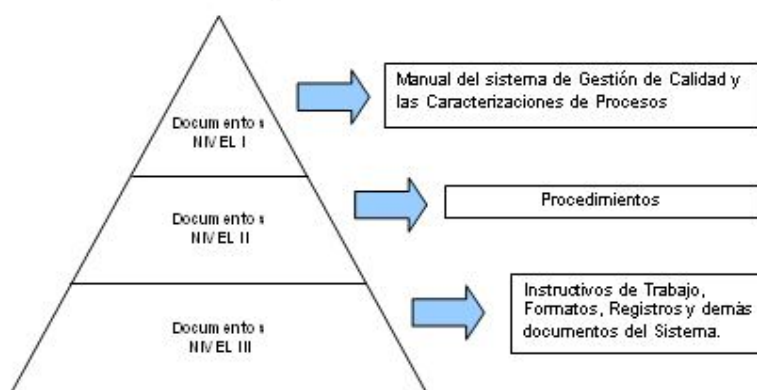 Documentos
NIVEL I
Manual del sistema de Gestión de Calidad y
las Caracterizaciones de Procesos
Documentos
NIVEL II
Procedimientos
Documentos
NIVEL III
Instructivos de Trabajo,
Formatos, Registros y demás
documentos del Sistema.